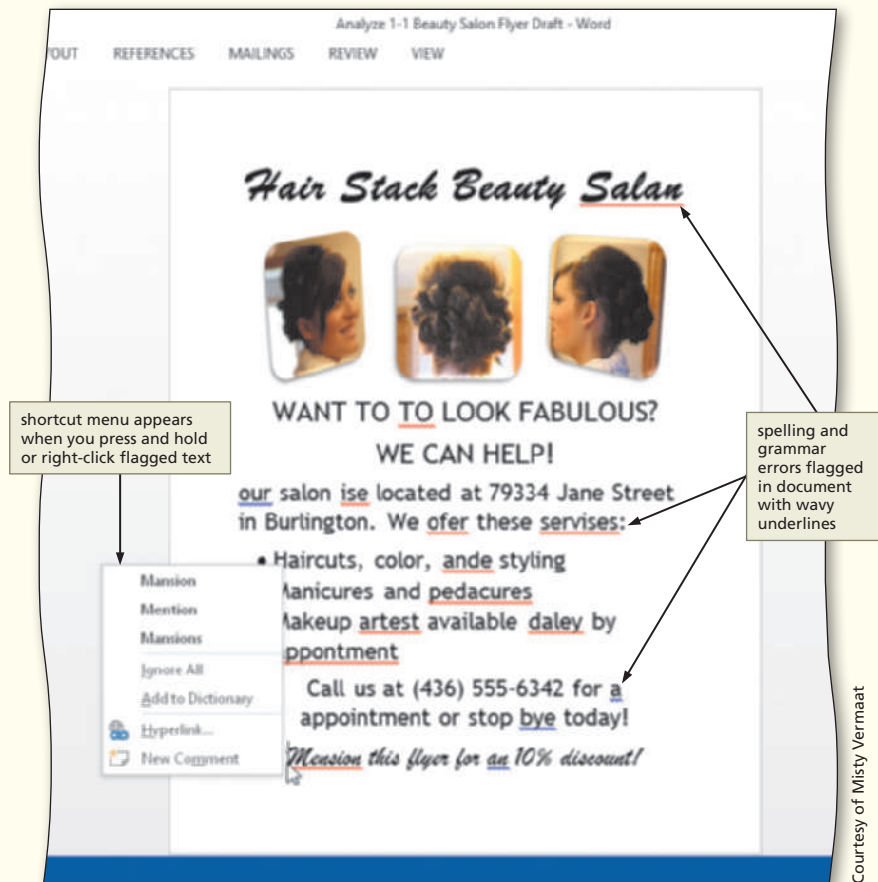 Analyze 1-1 Beauty Salon Flyer Draft - Word
OUT REFERENCES MAILINGS REVIEW VIEW
Hair Stack Beauty Salan
WANT TO TO LOOK FABULOUS?
WE CAN HELP!
our salon ise located at 79334 Jane Street
in Burlington. We ofer these servises:
• Haircuts, color, ande styling
anicures and pedacures
akeup artest available daley by
ppontment
Call us at (436) 555-6342 for a
appointment or stop bye today!
Mension this flyer for an 10% discount!
shortcut menu appears
when you press and hold
or right-click flagged text
Mansion
Mention
Mansions
Ignore All
Add to Dictionary
Hyperlink...
New Comment
spelling and
grammar
errors flagged
in document
with wavy
underlines
Courtesy of Misty Vermaat